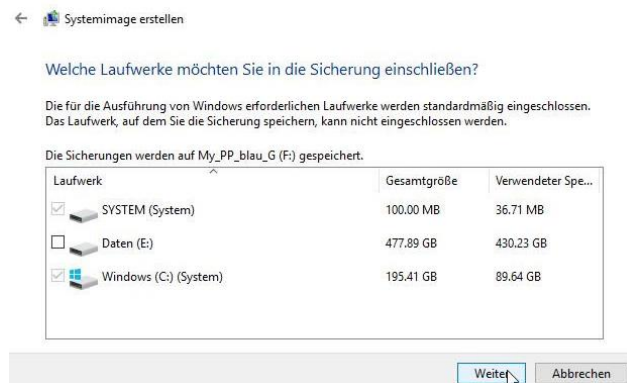 Systemimage erstellen
Welche Laufwerke möchten Sie in die Sicherung einschließen?
Die für die Ausführung von Windows erforderlichen Laufwerke werden standardmäßig eingeschlossen.
Das Laufwerk, auf dem Sie die Sicherung speichern, kann nicht eingeschlossen werden.
Die Sicherungen werden auf My_PP_blau_G (F:) gespeichert.
Laufwerk Gesamtgröße Verwendeter Spe...
SYSTEM (System) 100.00 MB 36.71 MB
Daten (E:) 477.89 GB 430.23 GB
Windows (C:) (System) 195.41 GB 89.64 GB
Weiter Abbrechen